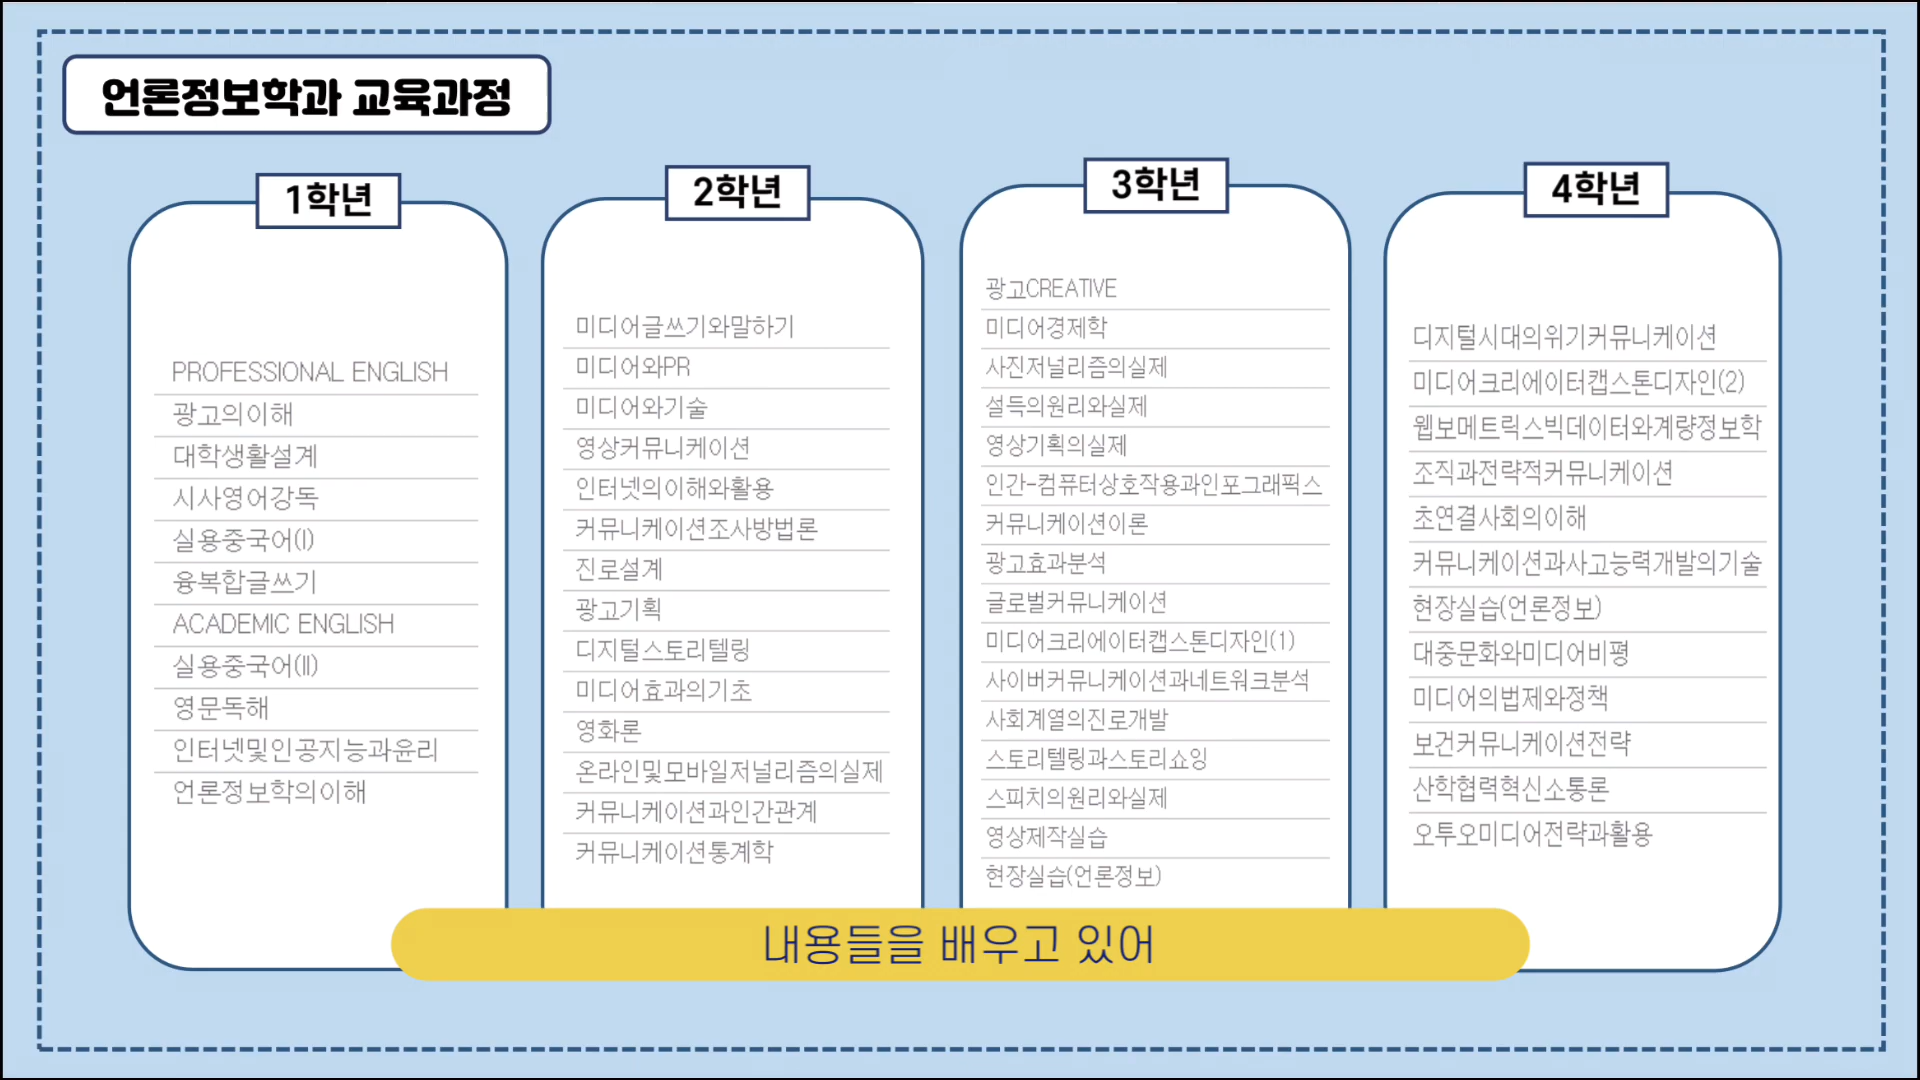 언론정보학과 교육과정
1학년
PROFESSIONAL ENGLISH
광고의이해
대학생활설계
시사영어강독
실용중국어(I)
융복합글쓰기
ACADEMIC ENGLISH
실용중국어(II)
영문독해
인터넷및인공지능과윤리
언론정보학의이해
2학년
미디어글쓰기와말하기
미디어와PR
미디어와기술
영상커뮤니케이션
인터넷의이해와활용
커뮤니케이션조사방법론
진로설계
광고기획
디지털스토리텔링
미디어효과의기초
영화론
온라인및모바일저널리즘의실제
커뮤니케이션과인간관계
커뮤니케이션통계학
3학년
광고CREATIVE
미디어경제학
사진저널리즘의실제
설득의원리와실제
영상기획의실제
인간-컴퓨터상호작용과인포그래픽스
커뮤니케이션이론
광고효과분석
글로벌커뮤니케이션
미디어크리에이터캡스톤디자인(1)
사이버커뮤니케이션과네트워크분석
사회계열의진로개발
스토리텔링과스토리쇼잉
스피치의원리와실제
영상제작실습
현장실습(언론정보)
4학년
디지털시대의위기커뮤니케이션
미디어크리에이터캡스톤디자인(2)
웹보메트릭스빅데이터와계량정보학
조직과전략적커뮤니케이션
초연결사회의이해
커뮤니케이션과사고능력개발의기술
현장실습(언론정보)
대중문화와미디어비평
미디어의법제와정책
보건커뮤니케이션전략
산학협력혁신소통론
오투오미디어전략과활용
내용들을 배우고 있어